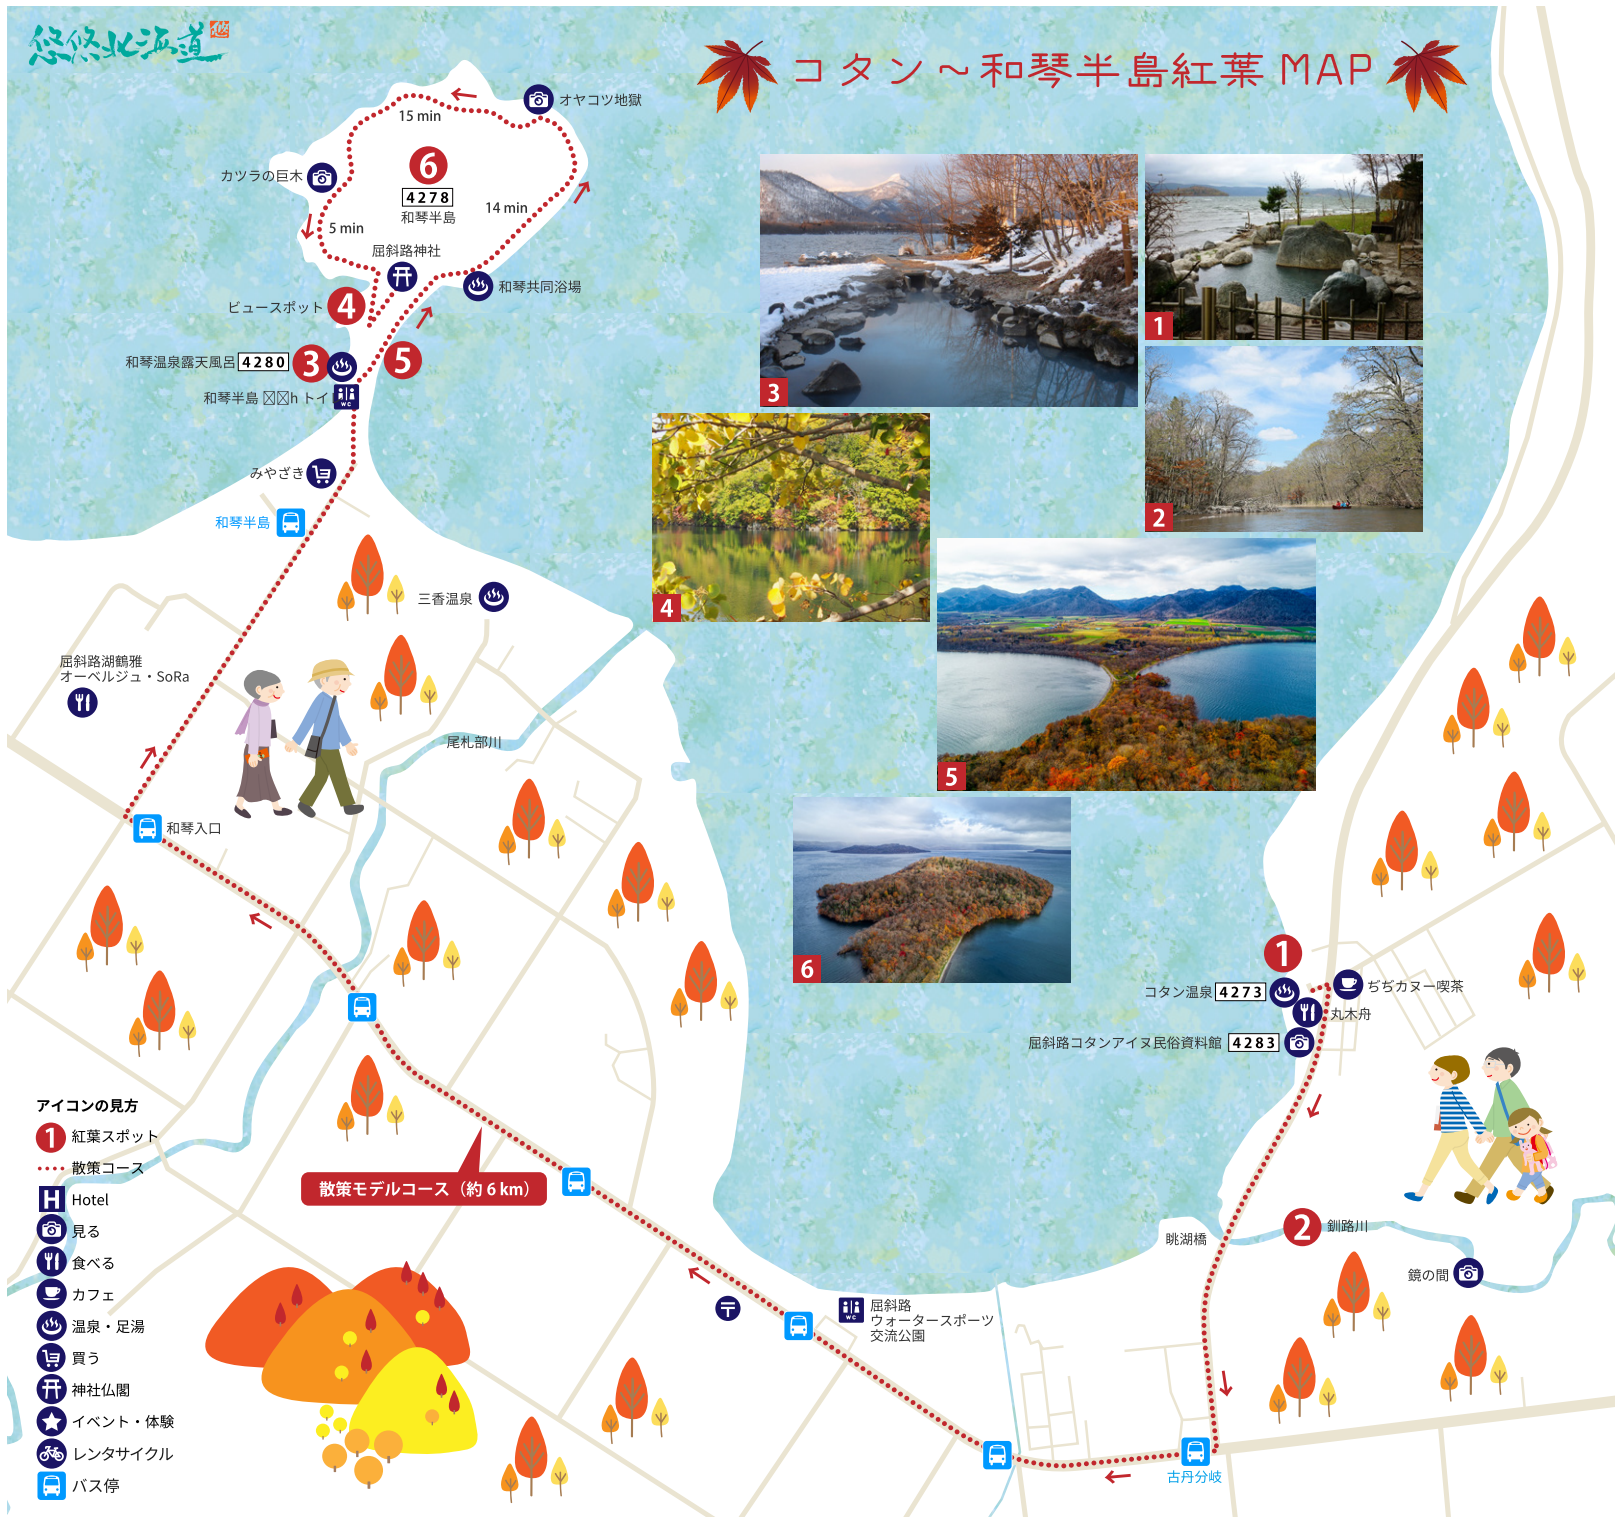 悠悠北海道
コタン～和琴半島紅葉 MAP
オヤコツ地獄
15 min
カツラの巨木
6
4278
和琴半島
14 min
5 min
屈斜路神社
和琴共同浴場
ビュースポット
4
和琴温泉露天風呂 4280
3
5
和琴半島
h トイ
みやざき
和琴半島
三香温泉
屈斜路湖鶴雅
オーベルジュ・SoRa
尾札部川
和琴入口
1
2
3
4
5
6
1
コタン温泉 4273
ぢぢカヌー喫茶
丸木舟
屈斜路コタンアイヌ民俗資料館 4283
眺湖橋
2
釧路川
鏡の間
散策モデルコース（約 6 km）
屈斜路
ウォータースポーツ
交流公園
WC
WC
古丹分岐
アイコンの見方
1 紅葉スポット
散策コース
H Hotel
見る
食べる
カフェ
温泉・足湯
買う
神社仏閣
イベント・体験
レンタサイクル
バス停